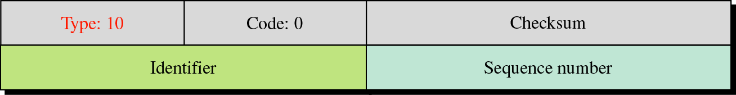 Type: 10 Code: 0 Checksum
Identifier Sequence number